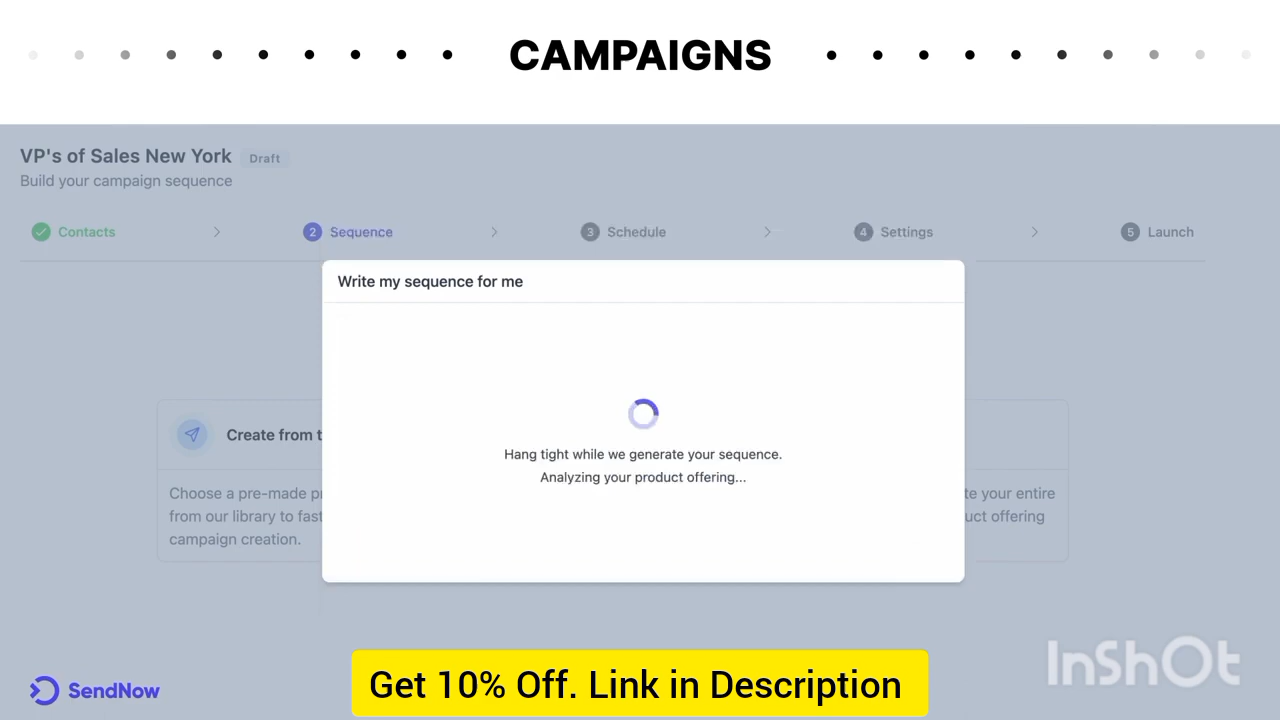 CAMPAIGNS
VP's of Sales New York Draft
Build your campaign sequence
Contacts
2 Sequence
3 Schedule
4 Settings
5 Launch
Write my sequence for me
Hang tight while we generate your sequence.
Analyzing your product offering...
Create from t
Choose a pre-made p
from our library to fast
campaign creation.
te your entire
uct offering
SendNow
Get 10% Off. Link in Description
InShOt